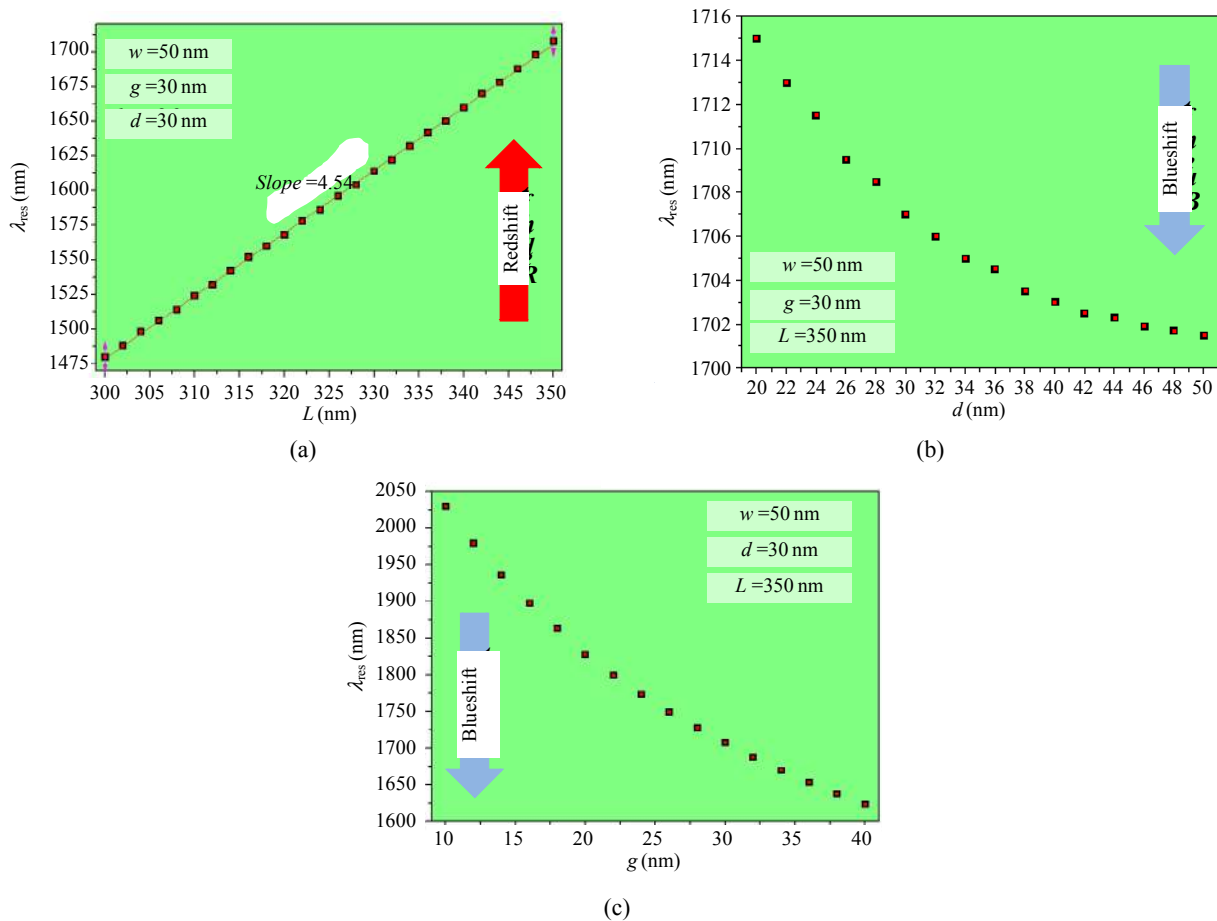 1700
1675
1650
1625
1600
1575
1550
1525
1500
1475
λres (nm)
w =50 nm
g =30 nm
d =30 nm
Slope =4.54
Redshift
300 305 310 315 320 325 330 335 340 345 350
L (nm)
(a)
1716
1714
1712
1710
1708
1706
1704
1702
1700
λres (nm)
Blueshift
w =50 nm
g =30 nm
L =350 nm
20 22 24 26 28 30 32 34 36 38 40 42 44 46 48 50
d (nm)
(b)
2050
2000
1950
1900
1850
1800
1750
1700
1650
1600
λres (nm)
w =50 nm
d =30 nm
L =350 nm
Blueshift
10 15 20 25 30 35 40
g (nm)
(c)